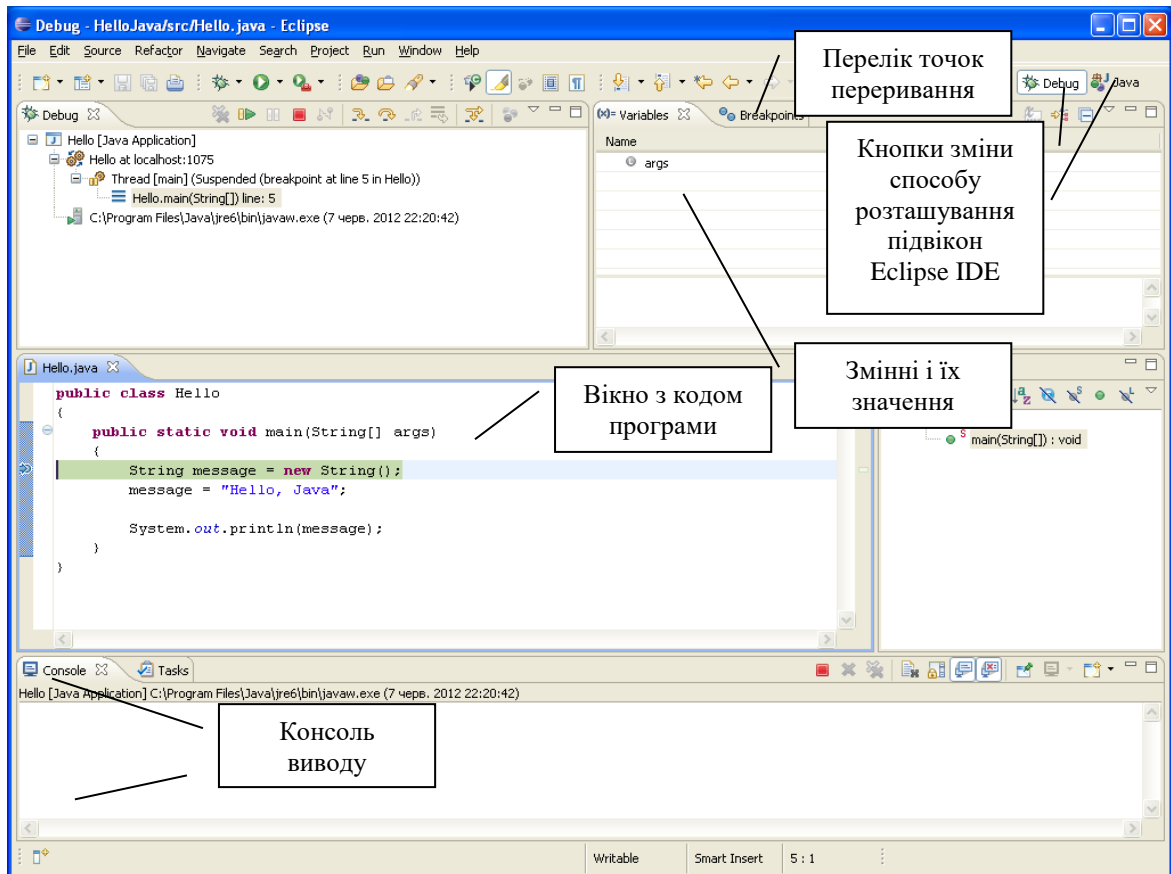 Debug - HelloJava/src/Hello.java - Eclipse
File Edit Source Refactor Navigate Search Project Run Window Help
Перелік точок
переривання
Debug Java
Debug
Variables Breakpoints
Hello [Java Application]
Hello at localhost:1075
Thread [main] (Suspended (breakpoint at line 5 in Hello))
Hello.main(String[]) line: 5
C:\Program Files\Java\jre6\bin\javaw.exe (7 черв. 2012 22:20:42)
Name
args
Кнопки зміни
способу
розташування
підвікон
Eclipse IDE
Змінні і їх
значення
Hello.java
public class Hello
{
public static void main(String[] args)
{
String message = new String();
message = "Hello, Java";
System.out.println(message);
}
}
Вікно з кодом
програми
main(String[]) : void
Console Tasks
Hello [Java Application] C:\Program Files\Java\jre6\bin\javaw.exe (7 черв. 2012 22:20:42)
Консоль
виводу
Writable Smart Insert 5 : 1